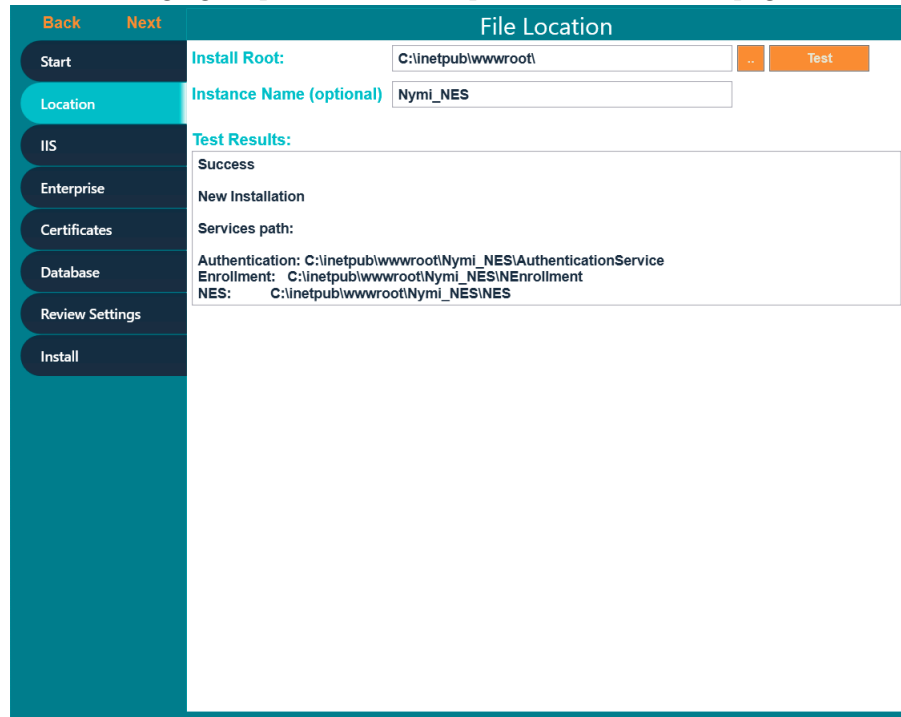 Back Next
File Location
Start
Location
IIS
Enterprise
Certificates
Database
Review Settings
Install
Install Root: C:\inetpub\wwwroot\ .. Test
Instance Name (optional) Nymi_NES
Test Results:
Success
New Installation
Services path:
Authentication: C:\inetpub\wwwroot\Nymi_NES\AuthenticationService
Enrollment: C:\inetpub\wwwroot\Nymi_NES\NEnrollment
NES: C:\inetpub\wwwroot\Nymi_NES\NES